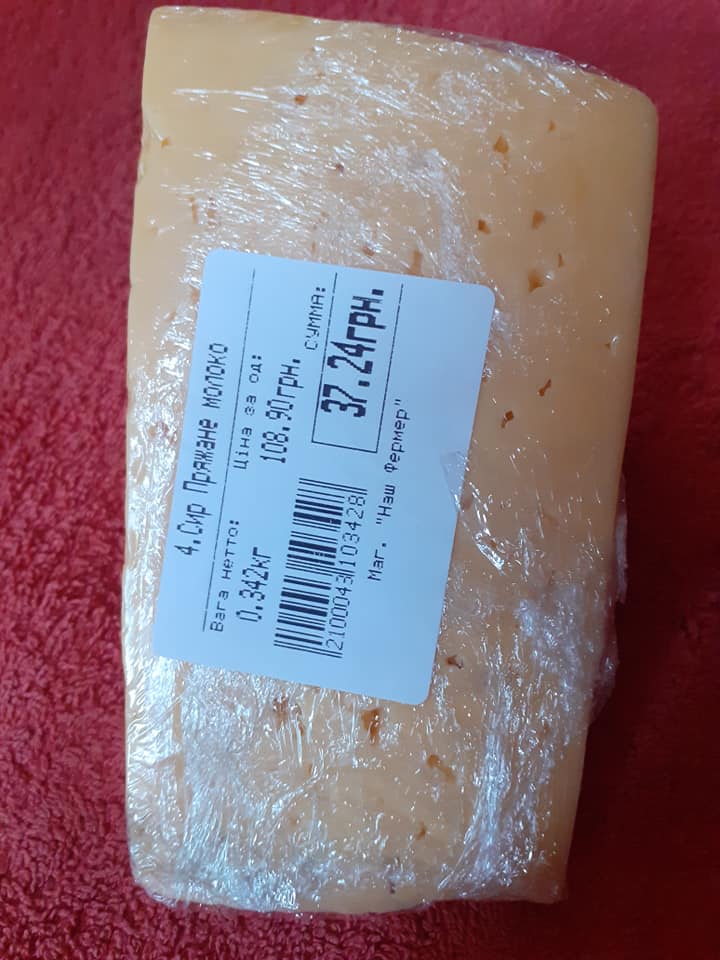 4.Сир Пряжане молоко
Вага нетто:
Ціна за од:
СУММА:
0.342кг
108.90грн.
37.24грн.
2100043103428
Маг. "Наш Фермер"